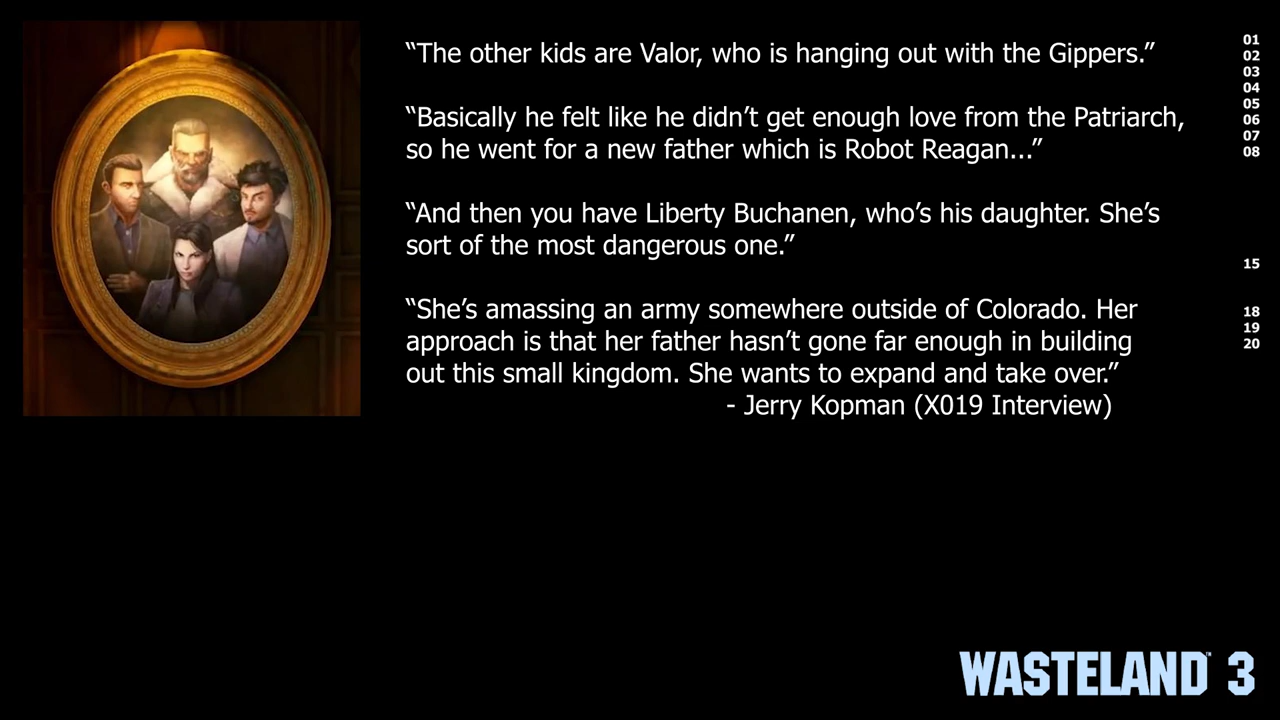 “The other kids are Valor, who is hanging out with the Gippers.”
“Basically he felt like he didn’t get enough love from the Patriarch,
so he went for a new father which is Robot Reagan...”
“And then you have Liberty Buchanen, who’s his daughter. She’s
sort of the most dangerous one.”
“She’s amassing an army somewhere outside of Colorado. Her
approach is that her father hasn’t gone far enough in building
out this small kingdom. She wants to expand and take over.”
- Jerry Kopman (X019 Interview)
01
02
03
04
05
06
07
08
15
18
19
20
WASTELAND™ 3